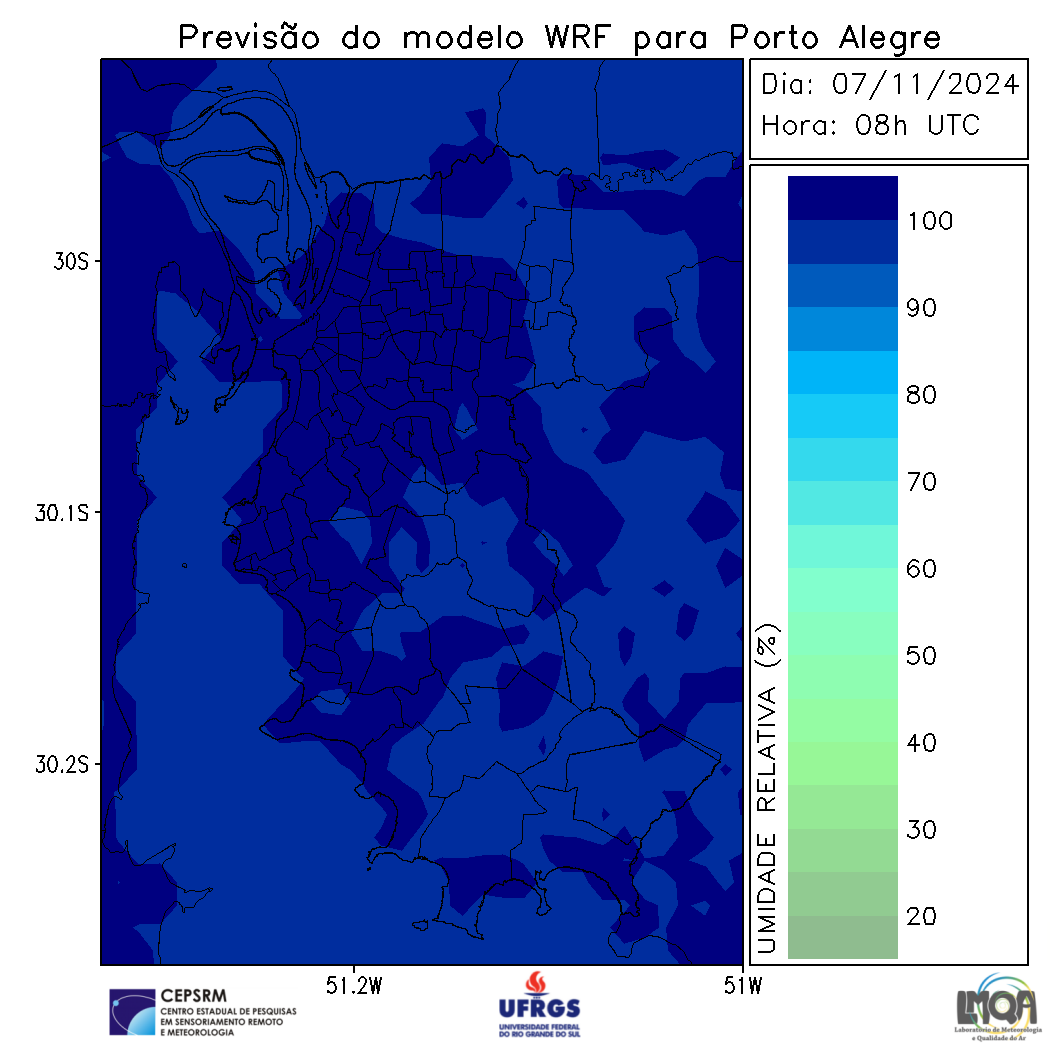 Previsão do modelo WRF para Porto Alegre
Dia: 07/11/2024
Hora: 08h UTC
30S
30.1S
30.2S
51.2W
51W
100
90
80
70
60
50
40
30
20
UMIDADE RELATIVA (%)
CEPSRM
CENTRO ESTADUAL DE PESQUISAS
EM SENSORIAMENTO REMOTO
E METEOROLOGIA
UFRGS
UNIVERSIDADE FEDERAL
DO RIO GRANDE DO SUL
LMQA
Laboratório de Meteorologia
e Qualidade do Ar